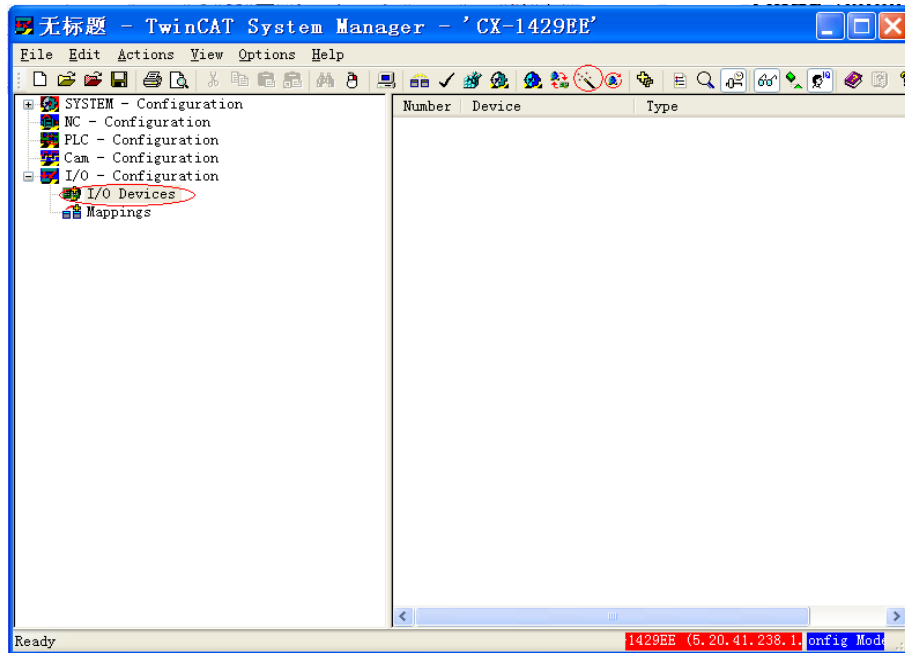 无标题 - TwinCAT System Manager - 'CX-1429EE'
File Edit Actions View Options Help
SYSTEM - Configuration
NC - Configuration
PLC - Configuration
Cam - Configuration
I/O - Configuration
I/O Devices
Mappings
Number Device Type
Ready
1429EE (5.20.41.238.1. onfig Mod